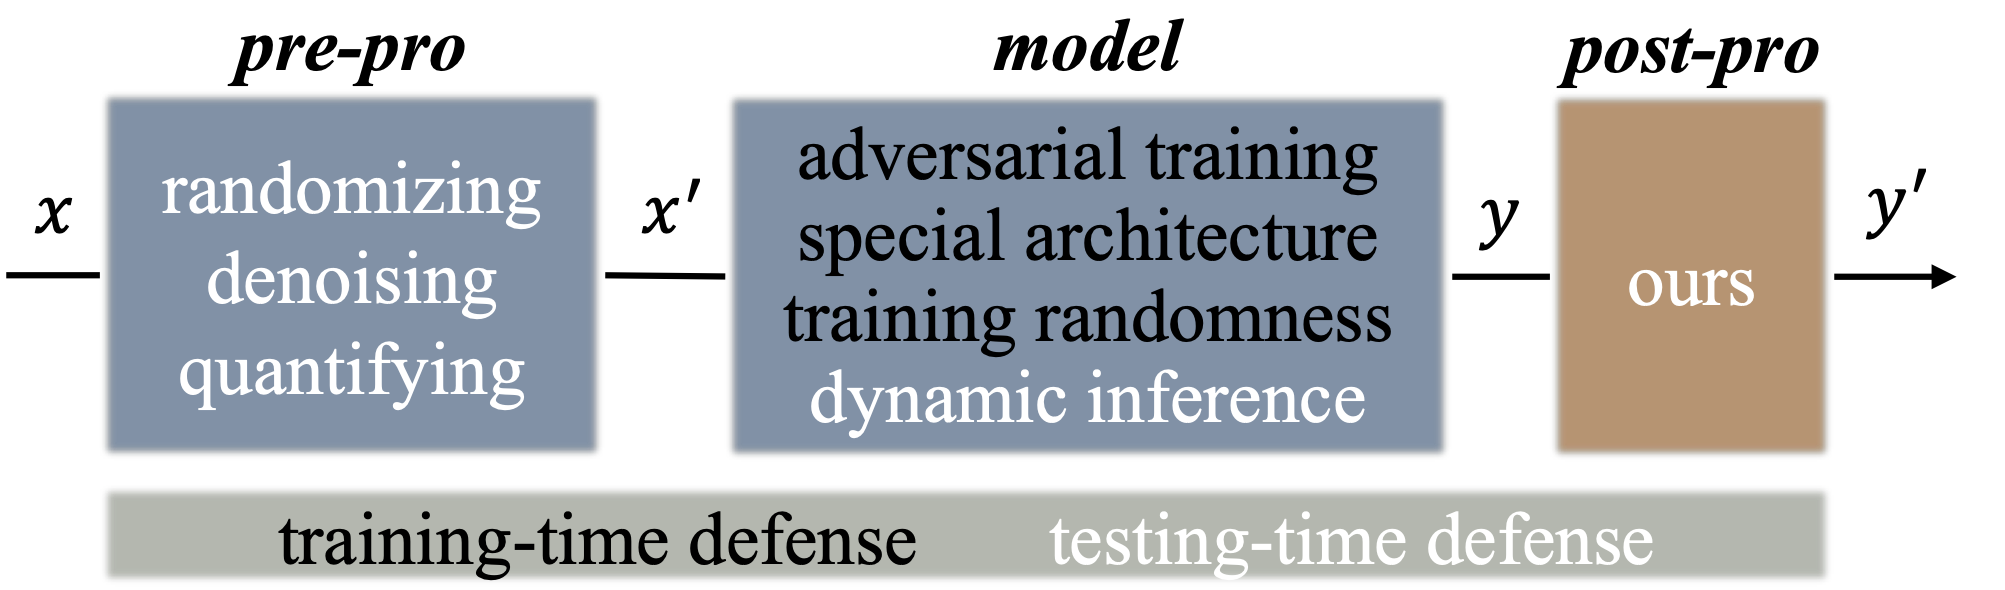 pre-pro
model
post-pro
x
randomizing
denoising
quantifying
x′
adversarial training
special architecture
training randomness
dynamic inference
y
ours
y′
training-time defense
testing-time defense